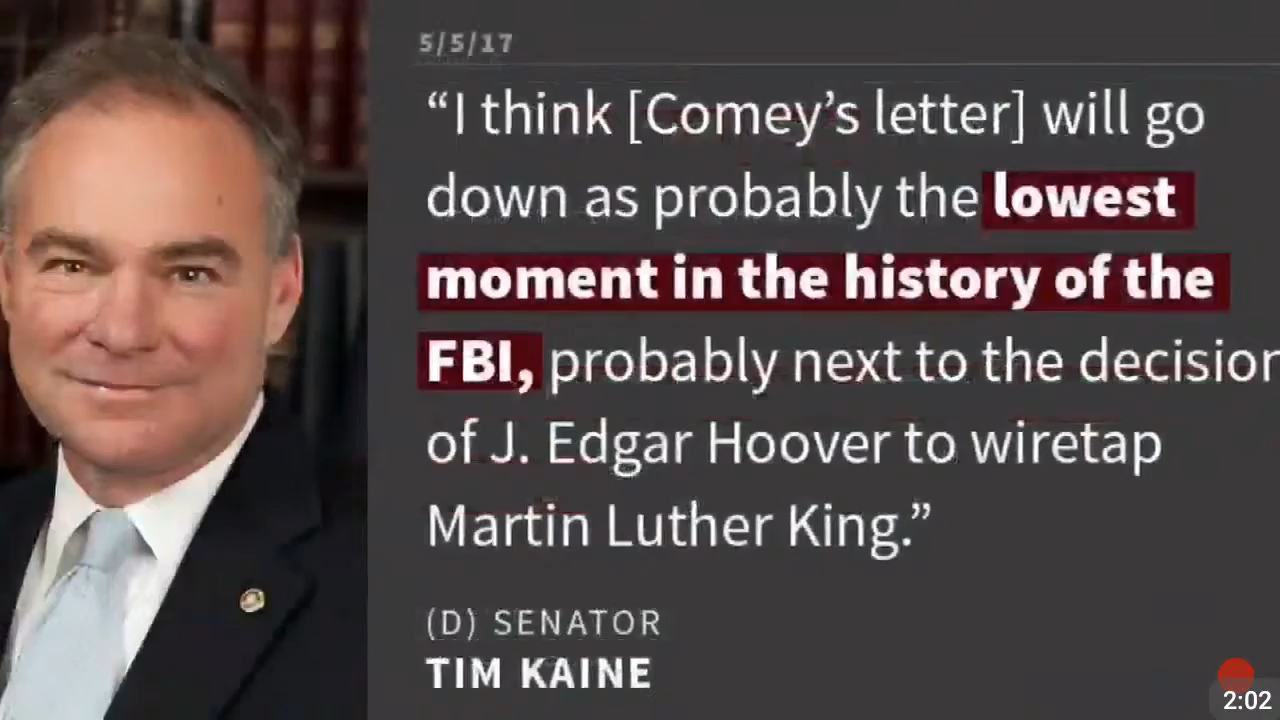 5/5/17
“I think [Comey’s letter] will go
down as probably the lowest
moment in the history of the
FBI, probably next to the decision
of J. Edgar Hoover to wiretap
Martin Luther King.”
(D) SENATOR
TIM KAINE
2:02